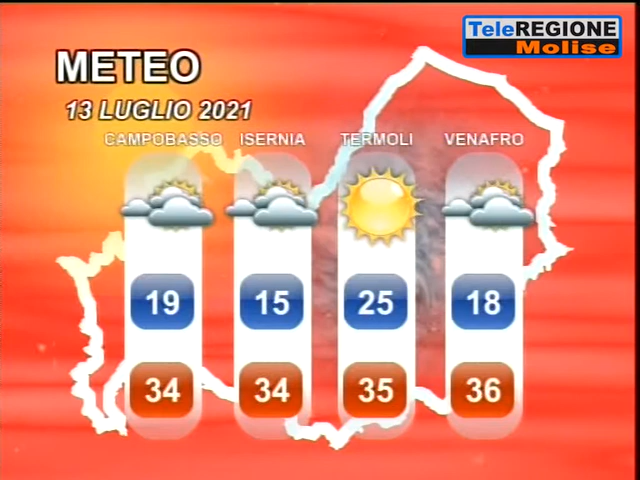 TeleREGIONE
Molise
METEO
13 LUGLIO 2021
CAMPOBASSO ISERNIA TERMOLI VENAFRO
19 15 25 18
34 34 35 36